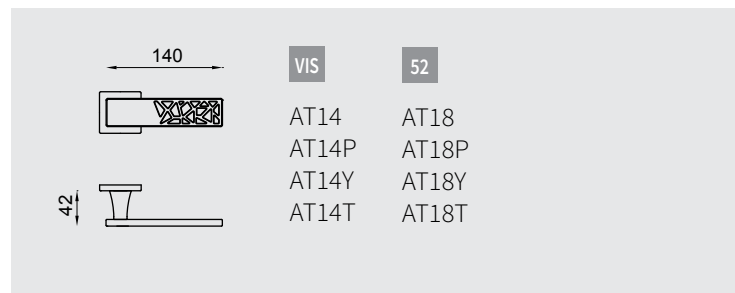 140
VIS 52
AT14 AT18
AT14P AT18P
AT14Y AT18Y
AT14T AT18T
42